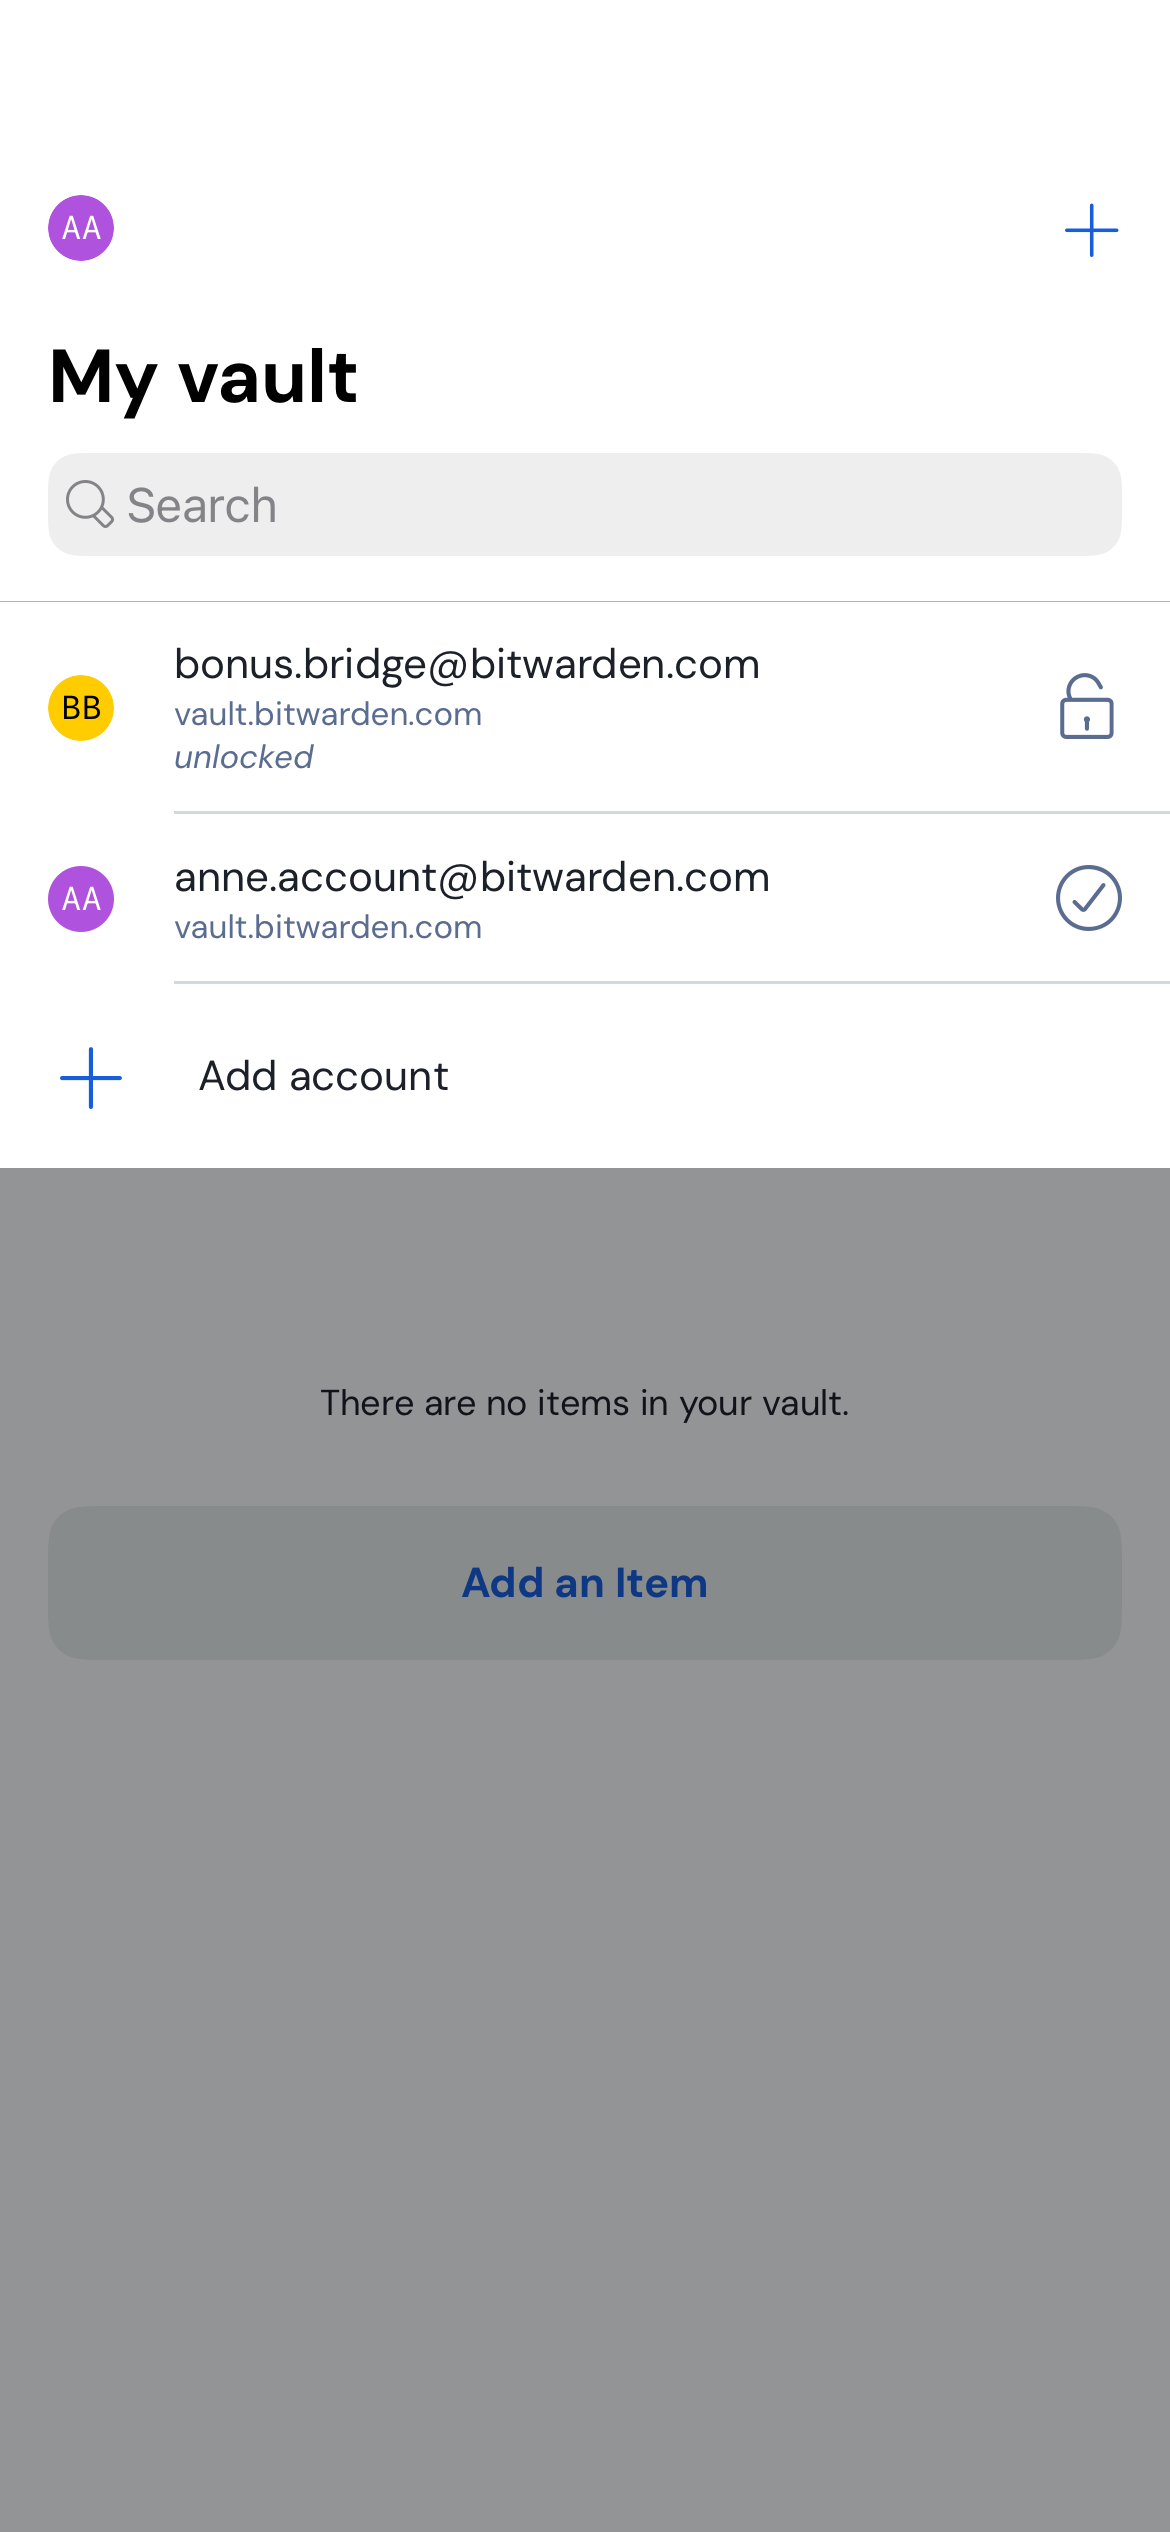 AA
My vault
Search
BB
bonus.bridge@bitwarden.com
vault.bitwarden.com
unlocked
AA
anne.account@bitwarden.com
vault.bitwarden.com
Add account
There are no items in your vault.
Add an Item